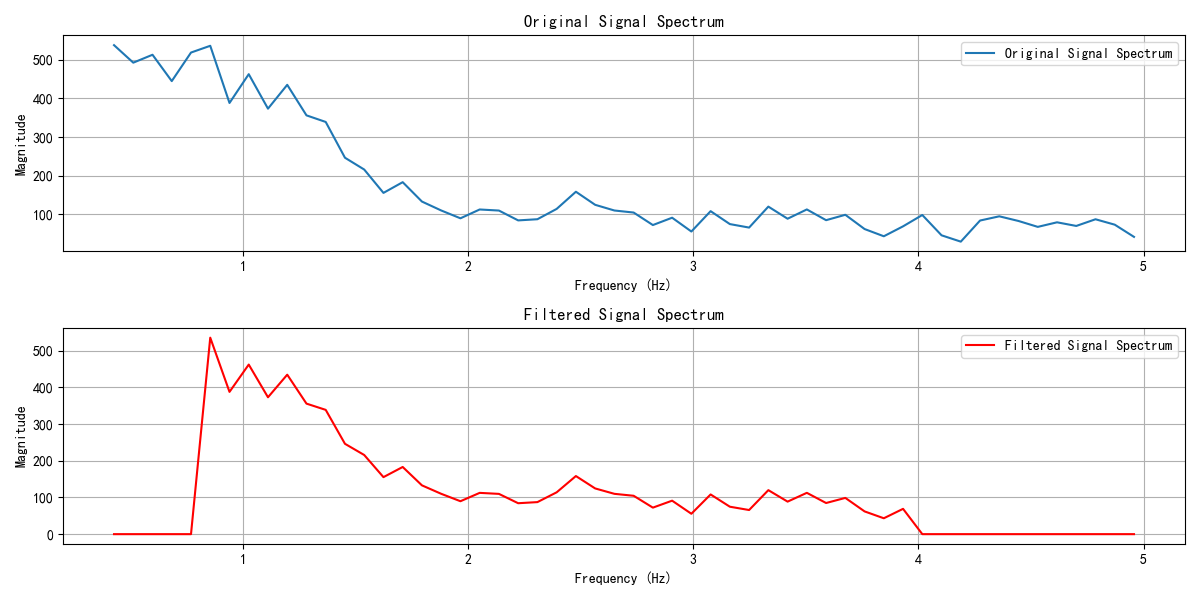 Original Signal Spectrum
Original Signal Spectrum
500
400
300
200
100
Magnitude
1 2 3 4 5
Frequency (Hz)
Filtered Signal Spectrum
Filtered Signal Spectrum
500
400
300
200
100
0
Magnitude
1 2 3 4 5
Frequency (Hz)